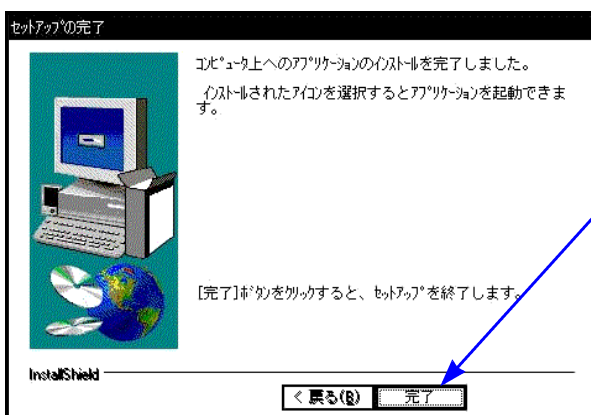 ｾｯﾄｱｯﾌﾟの完了
ｺﾝﾋﾟｭｰﾀ上へのｱﾌﾟﾘｹｰｼｮﾝのｲﾝｽﾄｰﾙを完了しました。
ｲﾝｽﾄｰﾙされたｱｲｺﾝを選択するとｱﾌﾟﾘｹｰｼｮﾝを起動できま
す。
[完了]ﾎﾞﾀﾝをｸﾘｯｸすると、ｾｯﾄｱｯﾌﾟを終了します。
InstallShield
< 戻る(B) 完了